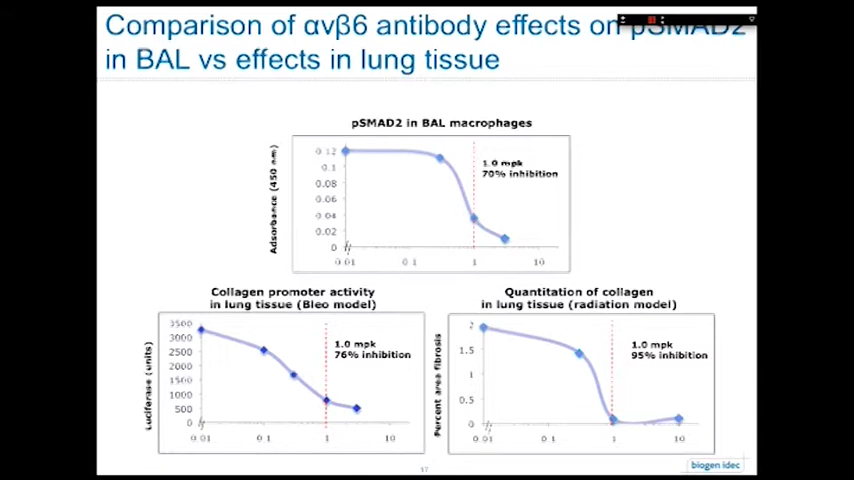 Comparison of αvβ6 antibody effects on pSMAD2
in BAL vs effects in lung tissue
pSMAD2 in BAL macrophages
Adsorbance (450 nm)
0.12
0.1
0.08
0.06
0.04
0.02
0
0.01 0.1 1 10
1.0 mpk
70% inhibition
Collagen promoter activity
in lung tissue (Bleo model)
Luciferase (units)
3500
3000
2500
2000
1500
1000
500
0
0.01 0.1 1 10
1.0 mpk
76% inhibition
Quantitation of collagen
in lung tissue (radiation model)
Percent area fibrosis
2
1.5
1
0.5
0
0.01 0.1 1 10
1.0 mpk
95% inhibition
17
biogen idec